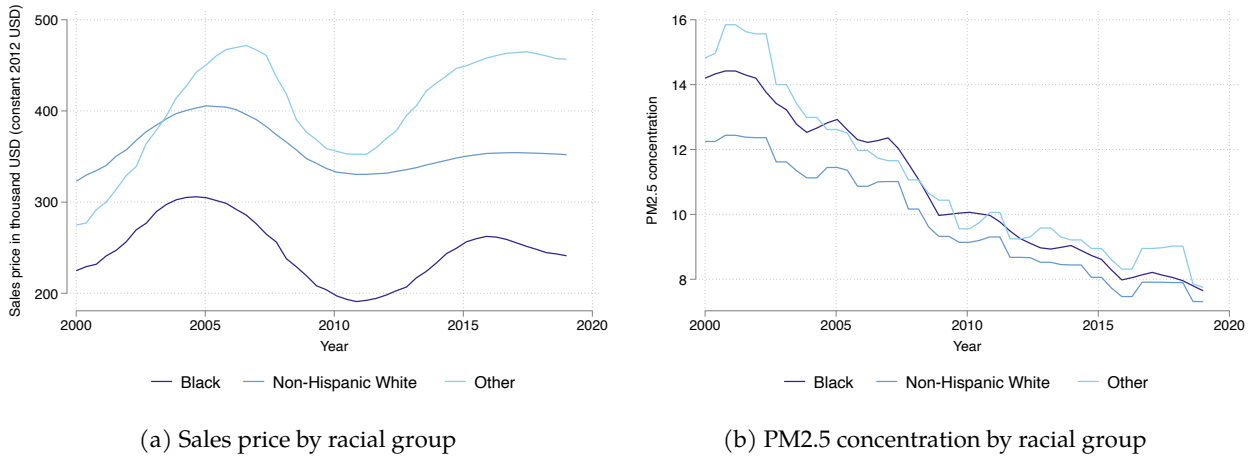 Sales price in thousand USD (constant 2012 USD)
500
400
300
200
2000
2005
2010
2015
2020
Year
Black
Non-Hispanic White
Other
(a) Sales price by racial group
PM2.5 concentration
16
14
12
10
8
2000
2005
2010
2015
2020
Year
Black
Non-Hispanic White
Other
(b) PM2.5 concentration by racial group